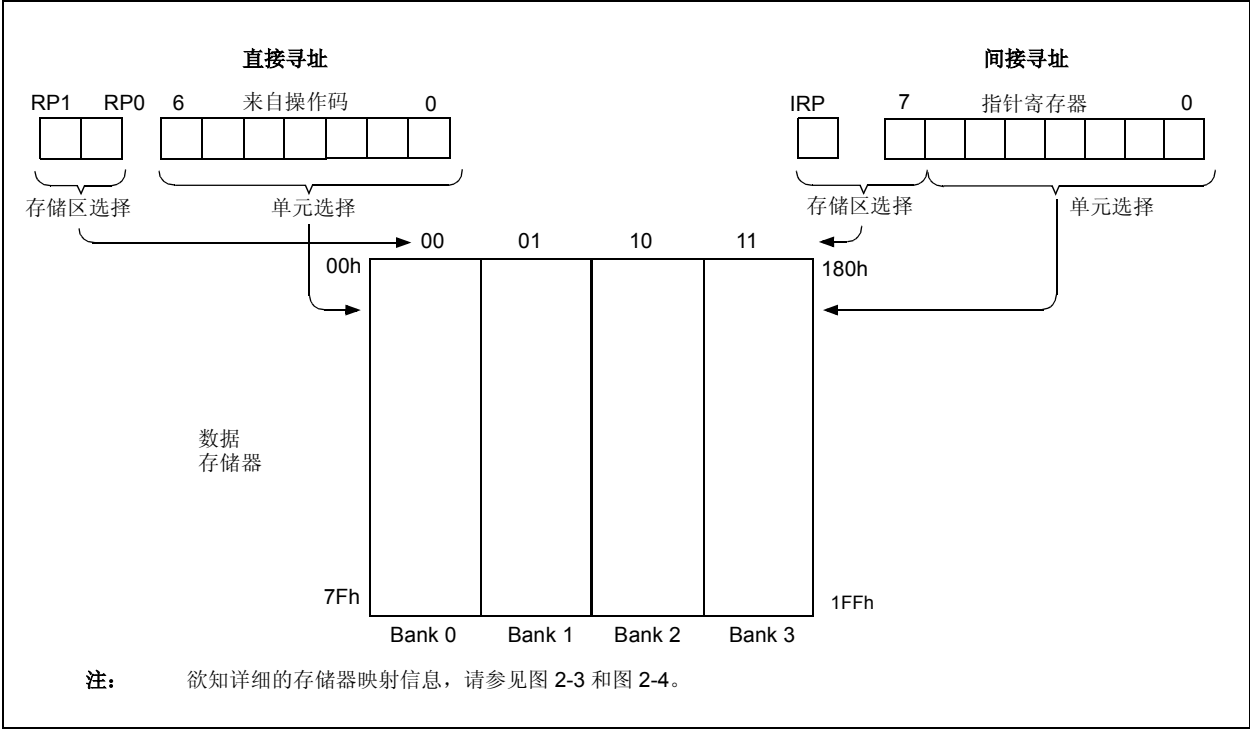 直接寻址
间接寻址
RP1 RP0 6 来自操作码 0
IRP 7 指针寄存器 0
存储区选择
单元选择
存储区选择
单元选择
00 01 10 11
00h
180h
数据
存储器
7Fh
1FFh
Bank 0 Bank 1 Bank 2 Bank 3
注： 欲知详细的存储器映射信息，请参见图 2-3 和图 2-4。